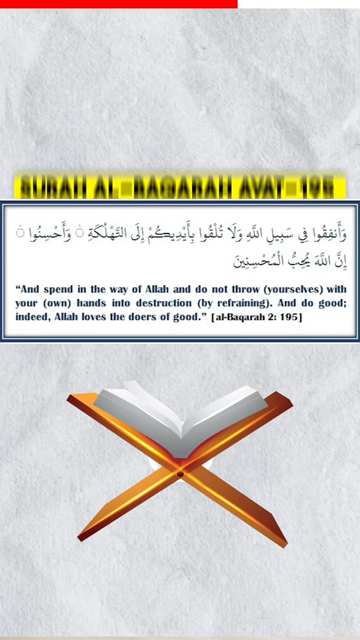 SURAH AL-BAQARAH AYAT-195
وَأَنفِقُوا فِي سَبِيلِ اللَّهِ وَلَا تُلْقُوا بِأَيْدِيكُمْ إِلَى التَّهْلُكَةِ ۛ وَأَحْسِنُوا ۛ
إِنَّ اللَّهَ يُحِبُّ الْمُحْسِنِينَ
“And spend in the way of Allah and do not throw (yourselves) with
your (own) hands into destruction (by refraining). And do good;
indeed, Allah loves the doers of good.” [al-Baqarah 2: 195]